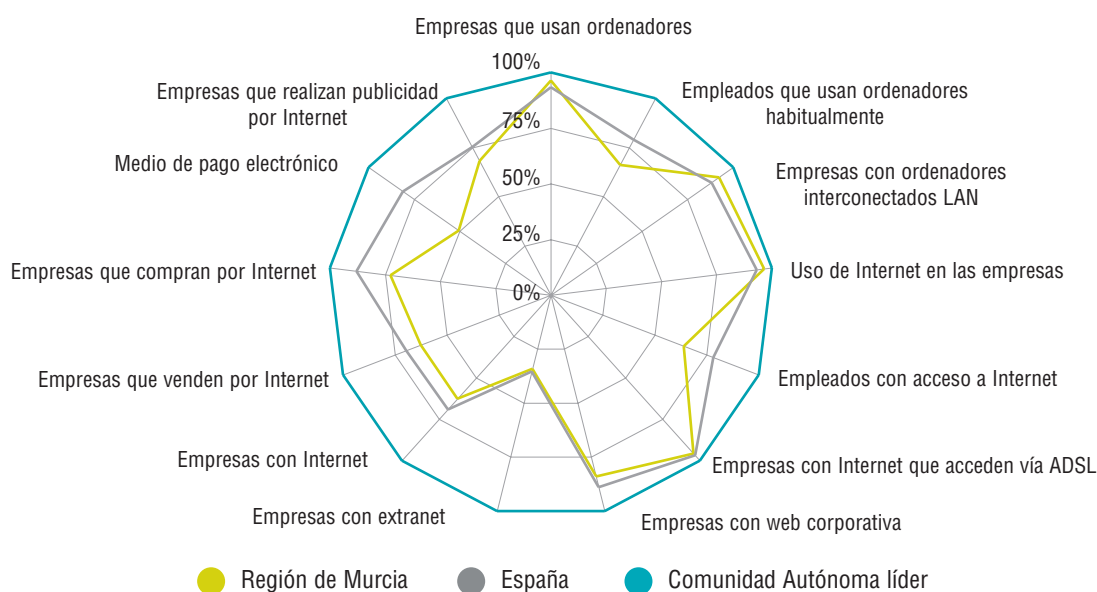 Empresas que usan ordenadores
100%
75%
50%
25%
0%
Empleados que usan ordenadores
habitualmente
Empresas con ordenadores
interconectados LAN
Uso de Internet en las empresas
Empleados con acceso a Internet
Empresas con Internet que acceden vía ADSL
Empresas con web corporativa
Empresas con extranet
Empresas con Internet
Empresas que venden por Internet
Empresas que compran por Internet
Medio de pago electrónico
Empresas que realizan publicidad
por Internet
Región de Murcia
España
Comunidad Autónoma líder